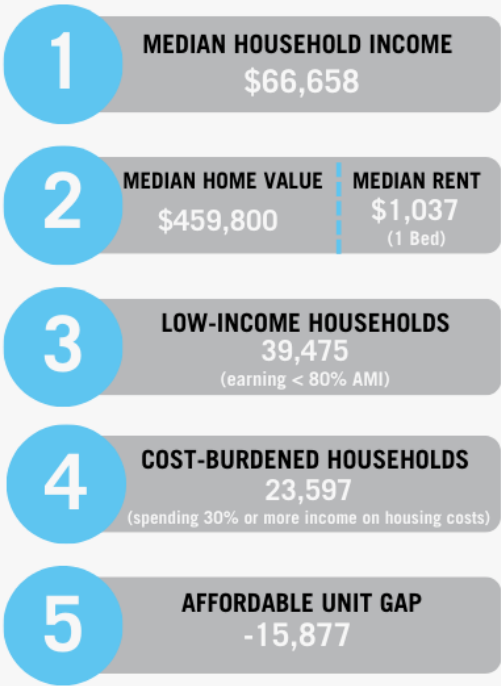 1
MEDIAN HOUSEHOLD INCOME
$66,658
2
MEDIAN HOME VALUE
$459,800
MEDIAN RENT
$1,037
(1 Bed)
3
LOW-INCOME HOUSEHOLDS
39,475
(earning < 80% AMI)
4
COST-BURDENED HOUSEHOLDS
23,597
(spending 30% or more income on housing costs)
5
AFFORDABLE UNIT GAP
-15,877